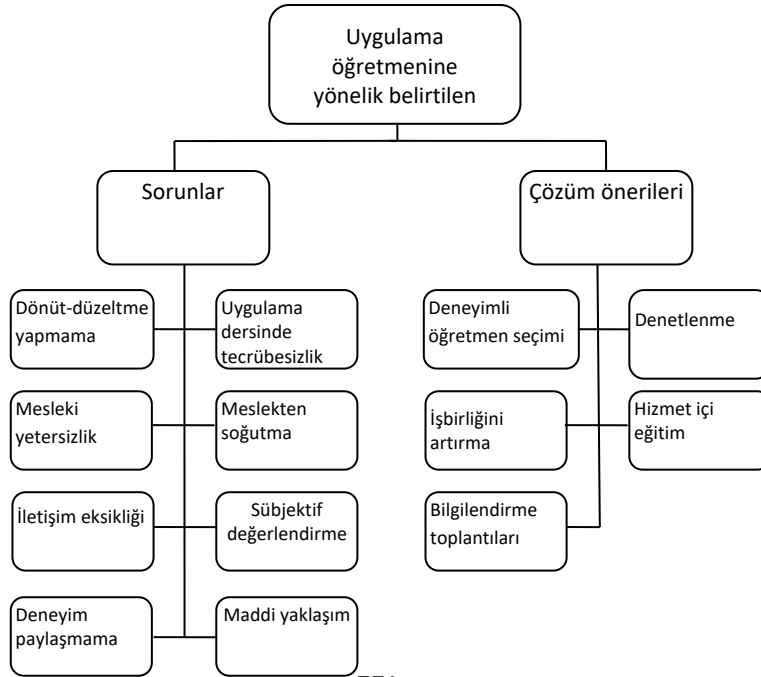 Uygulama
öğretmenine
yönelik belirtilen
Sorunlar
Çözüm önerileri
Dönüt-düzeltme
yapmama
Uygulama
dersinde
tecrübesizlik
Deneyimli
öğretmen seçimi
Denetlenme
Mesleki
yetersizlik
Meslekten
soğutma
İşbirliğini
artırma
Hizmet içi
eğitim
İletişim eksikliği
Sübjektif
değerlendirme
Bilgilendirme
toplantıları
Deneyim
paylaşmama
Maddi yaklaşım